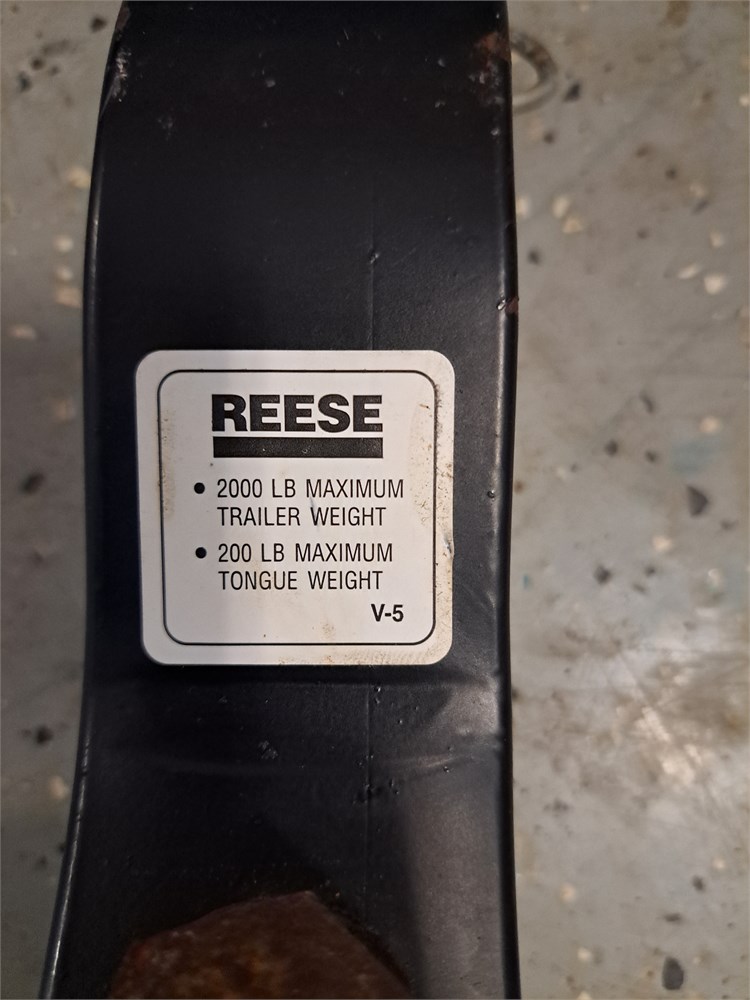 REESE
• 2000 LB MAXIMUM
TRAILER WEIGHT
• 200 LB MAXIMUM
TONGUE WEIGHT
V-5